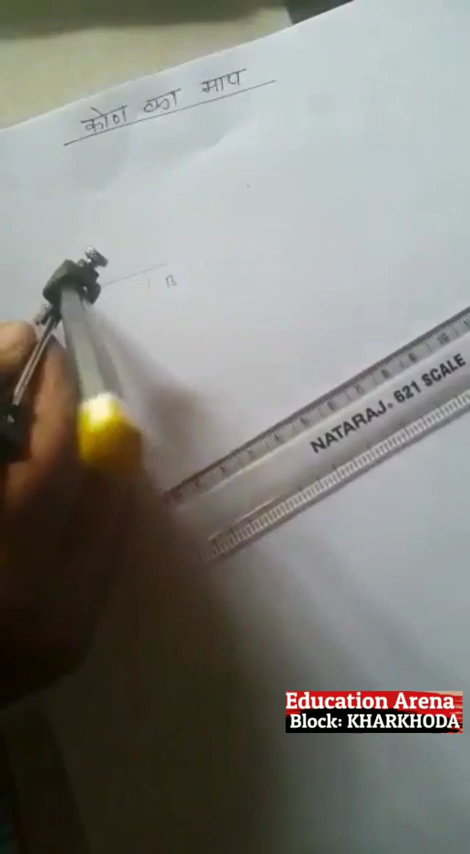 कोण का माप
B
NATARAJ 621 SCALE
Education Arena
Block: KHARKHODA